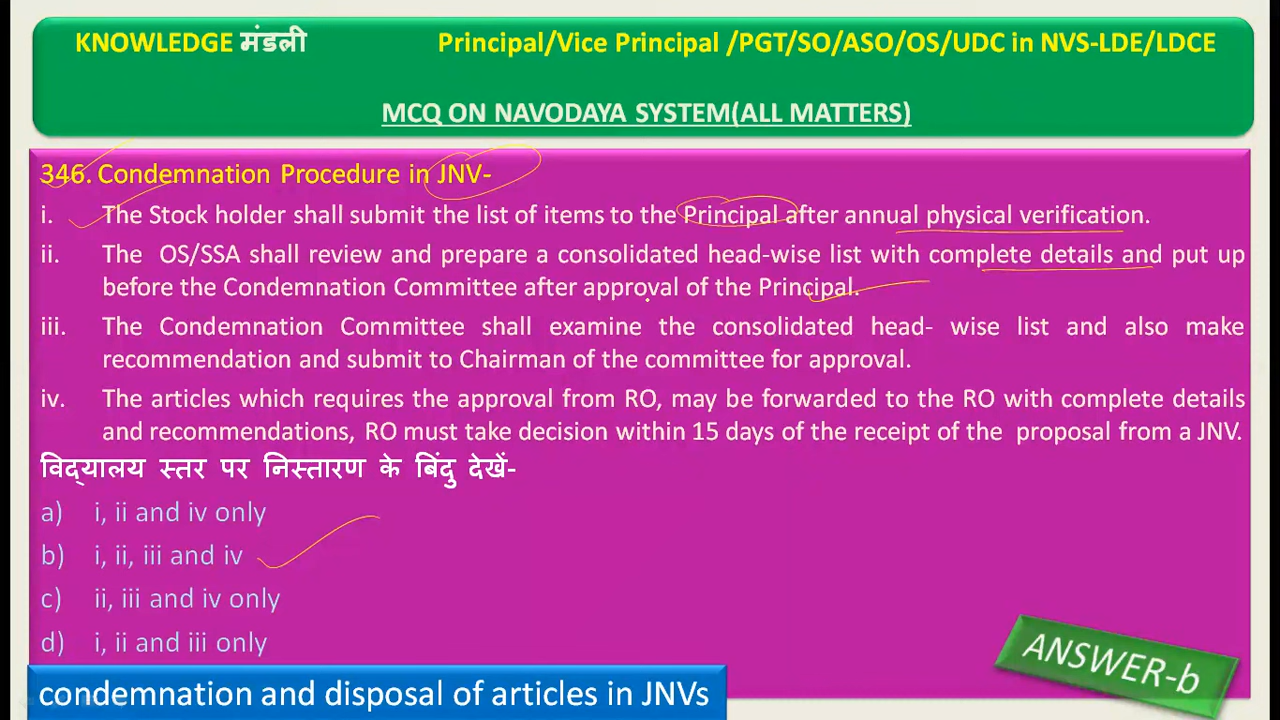 KNOWLEDGE मंडली Principal/Vice Principal /PGT/SO/ASO/OS/UDC in NVS-LDE/LDCE
MCQ ON NAVODAYA SYSTEM(ALL MATTERS)
346. Condemnation Procedure in JNV-
i. The Stock holder shall submit the list of items to the Principal after annual physical verification.
ii. The OS/SSA shall review and prepare a consolidated head-wise list with complete details and put up
before the Condemnation Committee after approval of the Principal.
iii. The Condemnation Committee shall examine the consolidated head- wise list and also make
recommendation and submit to Chairman of the committee for approval.
iv. The articles which requires the approval from RO, may be forwarded to the RO with complete details
and recommendations, RO must take decision within 15 days of the receipt of the proposal from a JNV.
विद्यालय स्तर पर निस्तारण के बिंदु देखें-
a) i, ii and iv only
b) i, ii, iii and iv
c) ii, iii and iv only
d) i, ii and iii only
ANSWER-b
condemnation and disposal of articles in JNVs